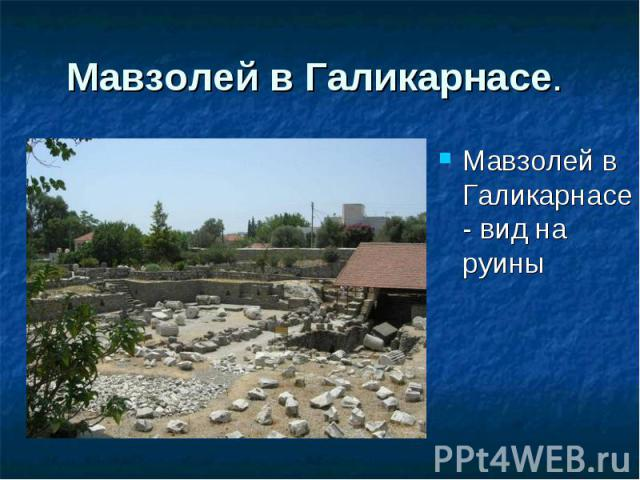 Мавзолей в Галикарнасе.
Мавзолей в
Галикарнасе
- вид на
руины
PPt4WEB.ru